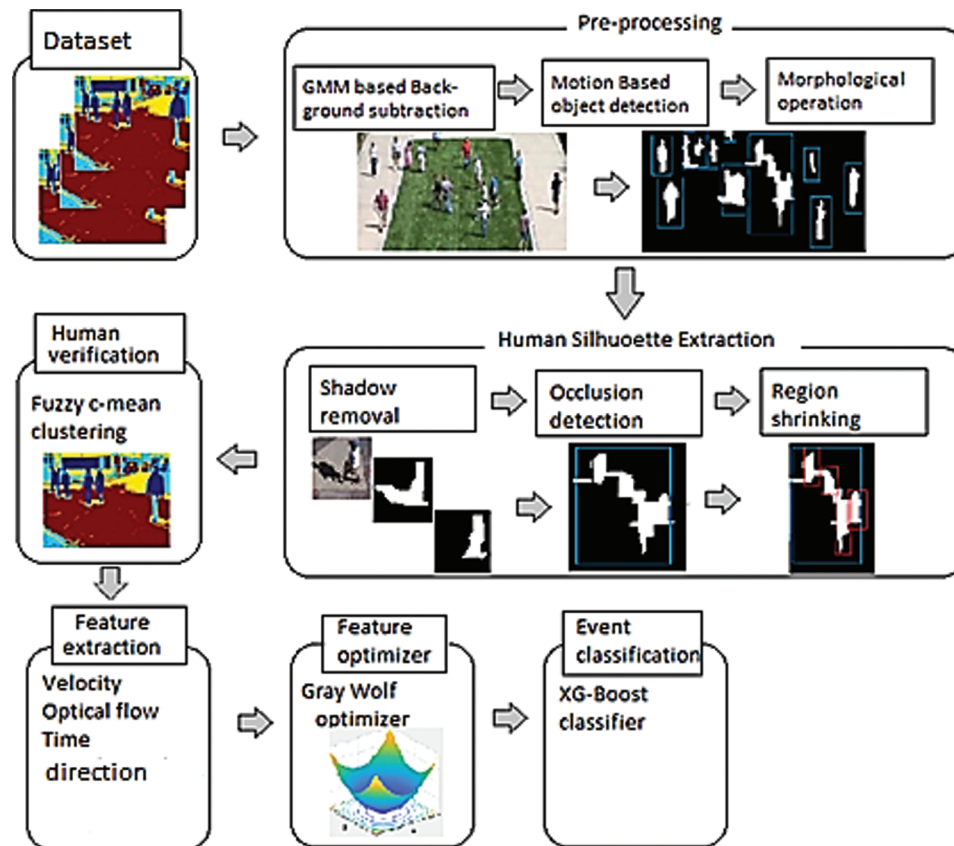 Dataset
Pre-processing
GMM based Back-
ground subtraction
Motion Based
object detection
Morphological
operation
Human Silhuoette Extraction
Shadow
removal
Occlusion
detection
Region
shrinking
Human
verification
Fuzzy c-mean
clustering
Feature
extraction
Velocity
Optical flow
Time
direction
Feature
optimizer
Gray Wolf
optimizer
Event
classification
XG-Boost
classifier